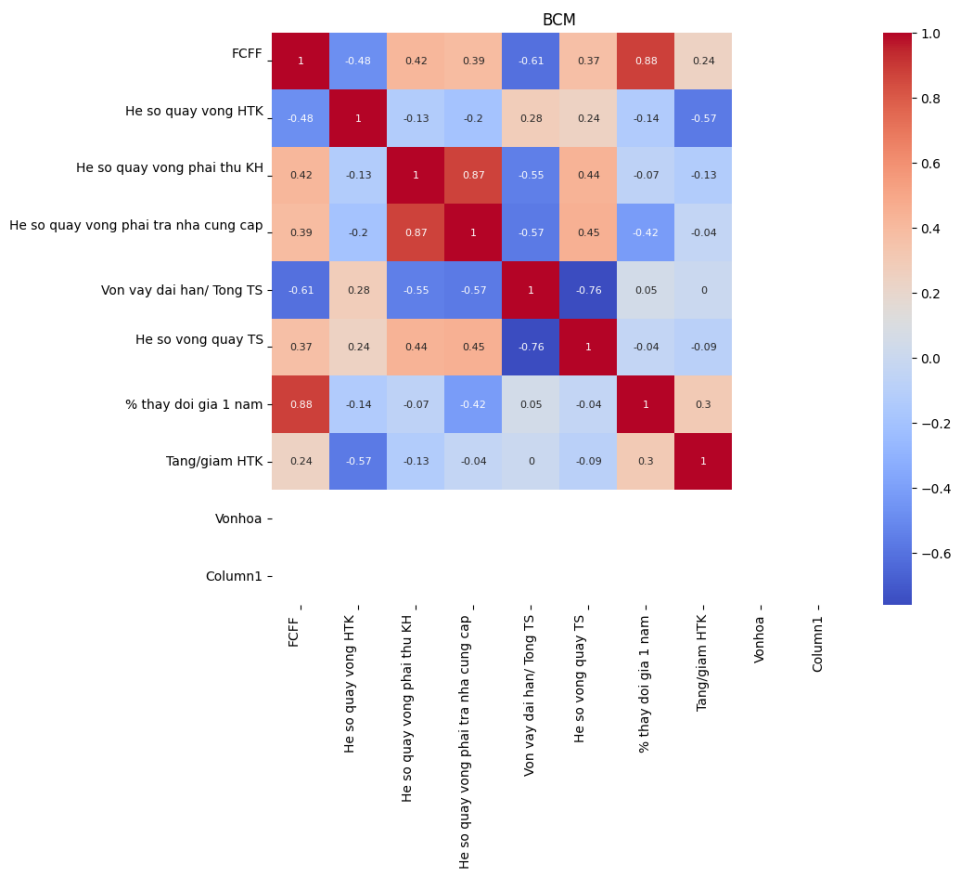 BCM
FCFF
1 -0.48 0.42 0.39 -0.61 0.37 0.88 0.24
He so quay vong HTK
-0.48 1 -0.13 -0.2 0.28 0.24 -0.14 -0.57
He so quay vong phai thu KH
0.42 -0.13 1 0.87 -0.55 0.44 -0.07 -0.13
He so quay vong phai tra nha cung cap
0.39 -0.2 0.87 1 -0.57 0.45 -0.42 -0.04
Von vay dai han/ Tong TS
-0.61 0.28 -0.55 -0.57 1 -0.76 0.05 0
He so vong quay TS
0.37 0.24 0.44 0.45 -0.76 1 -0.04 -0.09
% thay doi gia 1 nam
0.88 -0.14 -0.07 -0.42 0.05 -0.04 1 0.3
Tang/giam HTK
0.24 -0.57 -0.13 -0.04 0 -0.09 0.3 1
Vonhoa
Column1
FCFF
He so quay vong HTK
He so quay vong phai thu KH
He so quay vong phai tra nha cung cap
Von vay dai han/ Tong TS
He so vong quay TS
% thay doi gia 1 nam
Tang/giam HTK
Vonhoa
Column1
1.0
0.8
0.6
0.4
0.2
0.0
−0.2
−0.4
−0.6